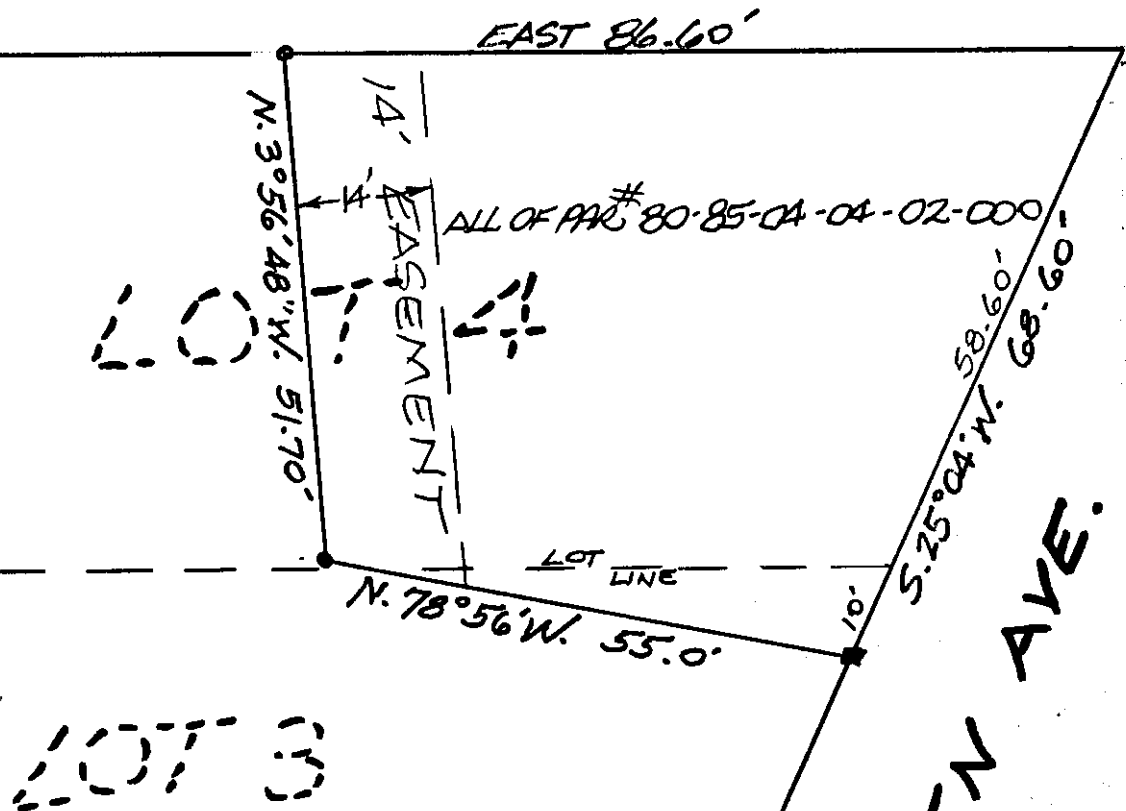 EAST 86.60'
14' EASEMENT
14'
N. 3°56'48"W. 51.70'
ALL OF PAR.# 80-85-04-04-02-000
LOT 4
58.60'
S. 25°04'W. 68.60'
LOT LINE
10'
N. 78°56'W. 55.0'
AVE.
LOT 3